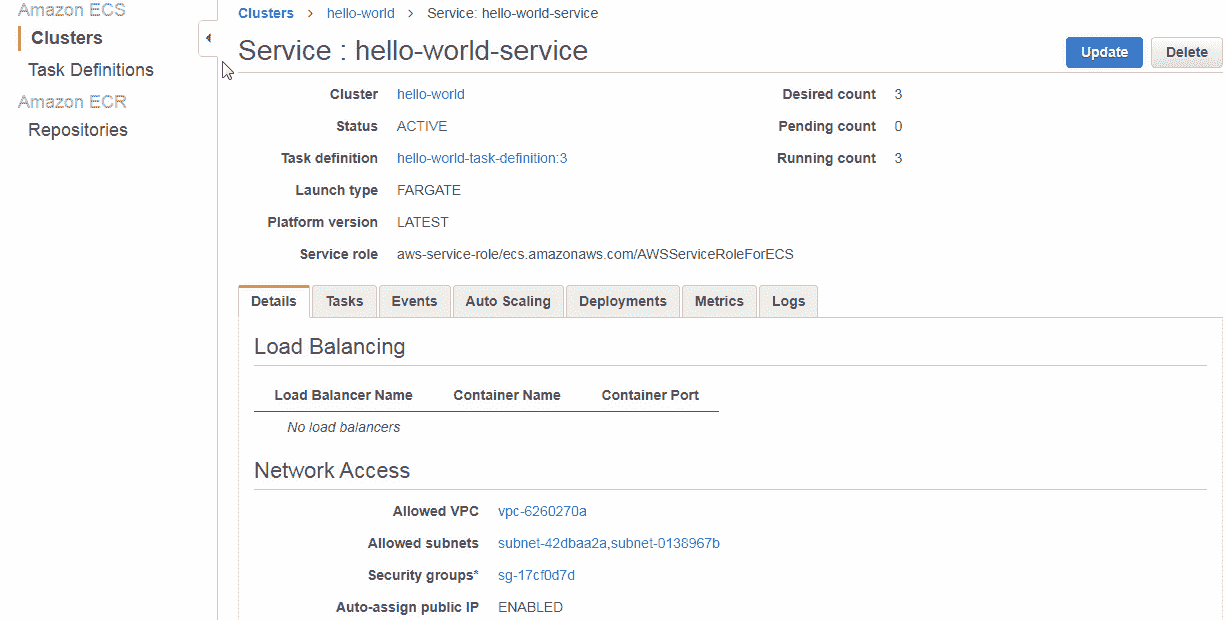 Amazon ECS
Clusters
Task Definitions
Amazon ECR
Repositories
Clusters > hello-world > Service: hello-world-service
Service : hello-world-service
Update Delete
Cluster hello-world Desired count 3
Status ACTIVE Pending count 0
Task definition hello-world-task-definition:3 Running count 3
Launch type FARGATE
Platform version LATEST
Service role aws-service-role/ecs.amazonaws.com/AWSServiceRoleForECS
Details Tasks Events Auto Scaling Deployments Metrics Logs
Load Balancing
Load Balancer Name Container Name Container Port
No load balancers
Network Access
Allowed VPC vpc-6260270a
Allowed subnets subnet-42dbaa2a,subnet-0138967b
Security groups* sg-17cf0d7d
Auto-assign public IP ENABLED